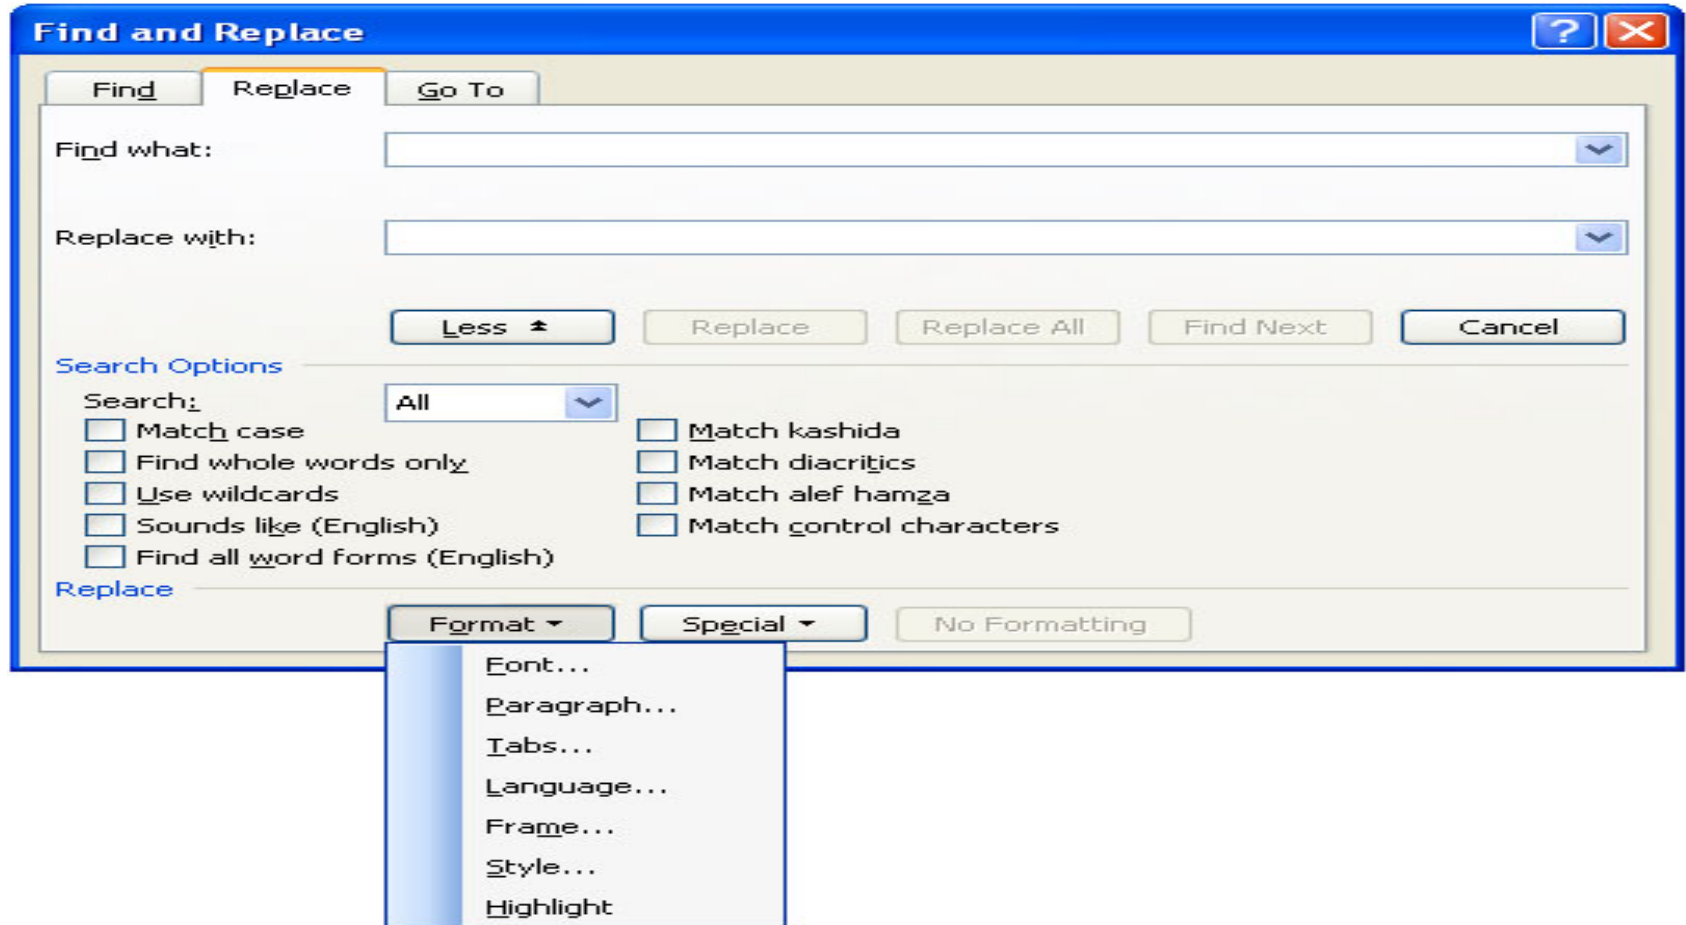 Find and Replace
Find Replace Go To
Find what:
Replace with:
Less Replace Replace All Find Next Cancel
Search Options
Search: All
Match case Match kashida
Find whole words only Match diacritics
Use wildcards Match alef hamza
Sounds like (English) Match control characters
Find all word forms (English)
Replace
Format Special No Formatting
Font...
Paragraph...
Tabs...
Language...
Frame...
Style...
Highlight